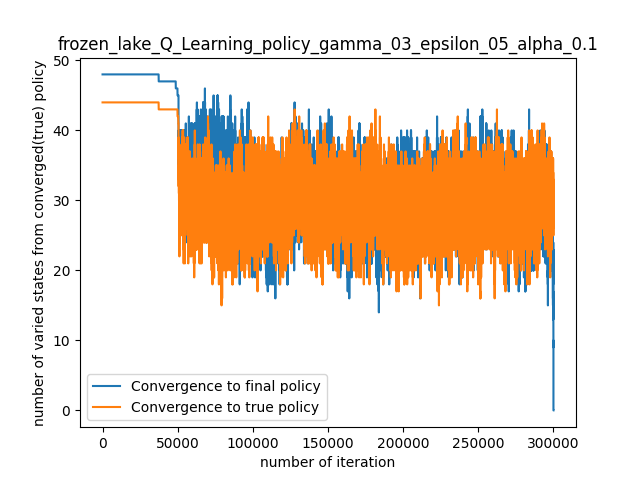 frozen_lake_Q_Learning_policy_gamma_03_epsilon_05_alpha_0.1
number of varied states from converged(true) policy
50
40
30
20
10
0
Convergence to final policy
Convergence to true policy
0 50000 100000 150000 200000 250000 300000
number of iteration